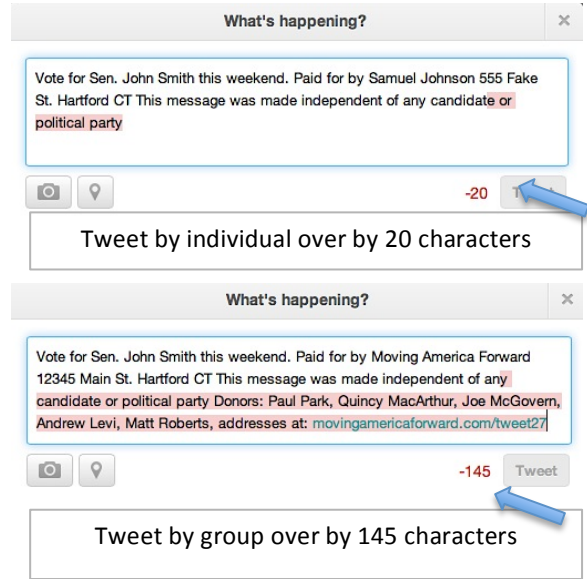 What's happening?
Vote for Sen. John Smith this weekend. Paid for by Samuel Johnson 555 Fake
St. Hartford CT This message was made independent of any candidate or
political party
-20
Tweet by individual over by 20 characters
What's happening?
Vote for Sen. John Smith this weekend. Paid for by Moving America Forward
12345 Main St. Hartford CT This message was made independent of any
candidate or political party Donors: Paul Park, Quincy MacArthur, Joe McGovern,
Andrew Levi, Matt Roberts, addresses at: movingamericaforward.com/tweet27
-145 Tweet
Tweet by group over by 145 characters